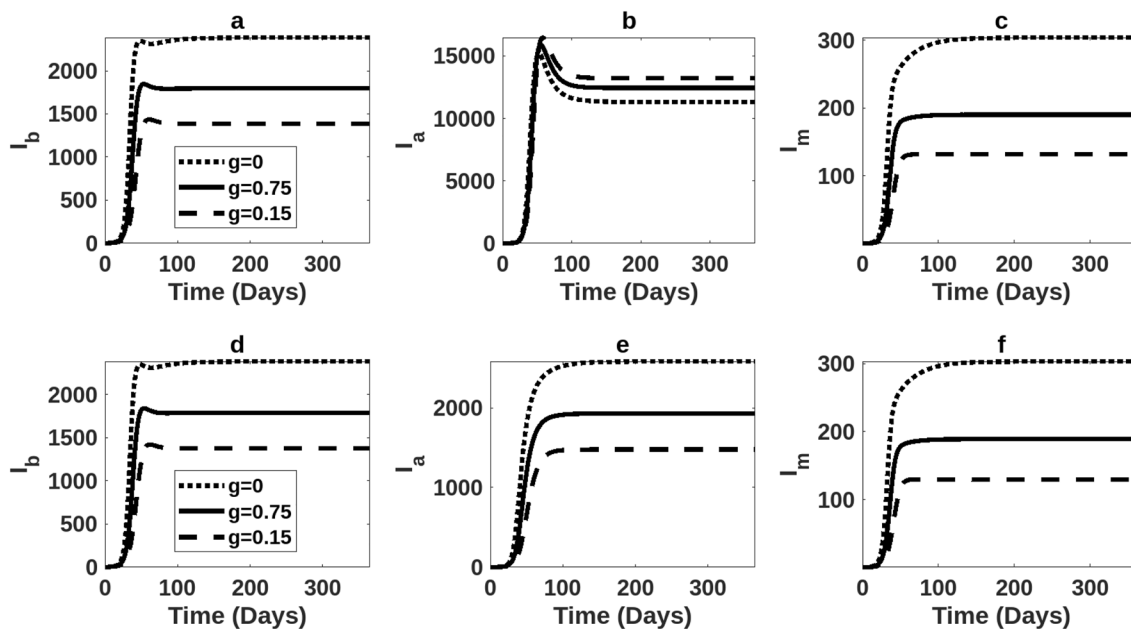 a
b
c
2000
1500
1000
500
0
I_b
g=0
g=0.75
g=0.15
0 100 200 300
Time (Days)
15000
10000
5000
0
I_a
0 100 200 300
Time (Days)
300
200
100
I_m
0 100 200 300
Time (Days)
d
e
f
2000
1500
1000
500
0
I_b
g=0
g=0.75
g=0.15
0 100 200 300
Time (Days)
2000
1000
0
I_a
0 100 200 300
Time (Days)
300
200
100
I_m
0 100 200 300
Time (Days)